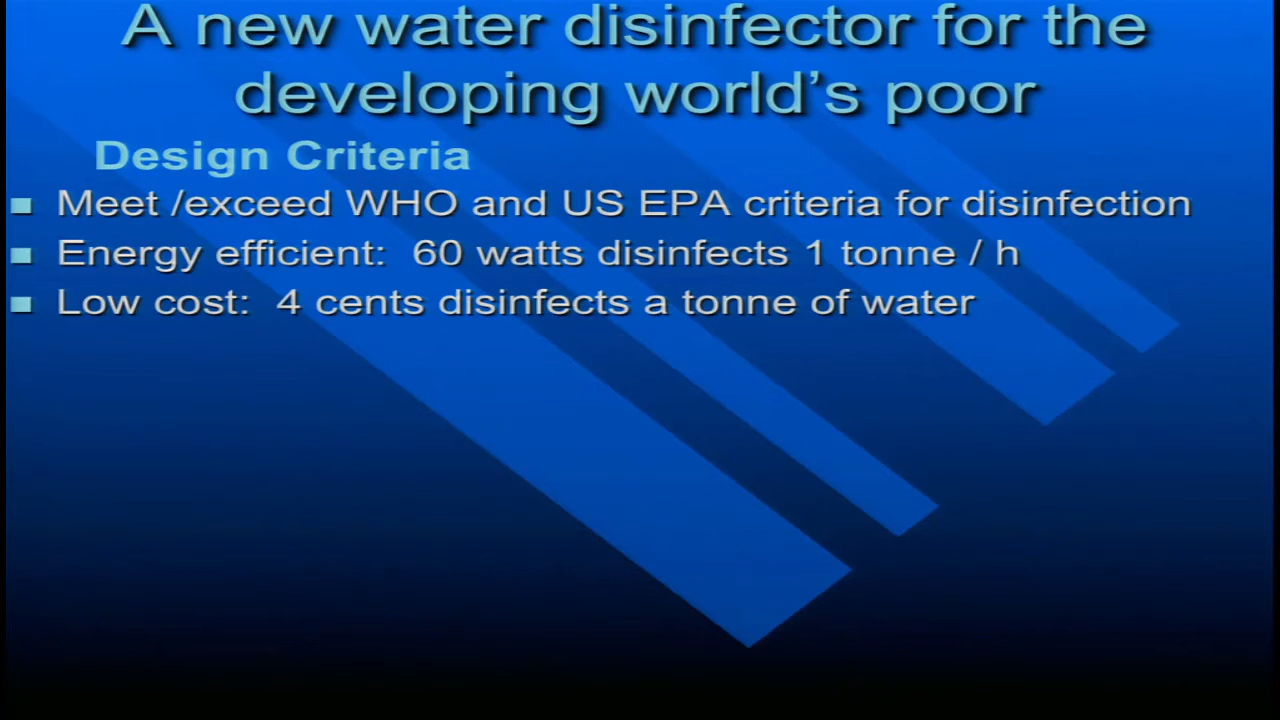 A new water disinfector for the
developing world’s poor
Design Criteria
Meet /exceed WHO and US EPA criteria for disinfection
Energy efficient: 60 watts disinfects 1 tonne / h
Low cost: 4 cents disinfects a tonne of water